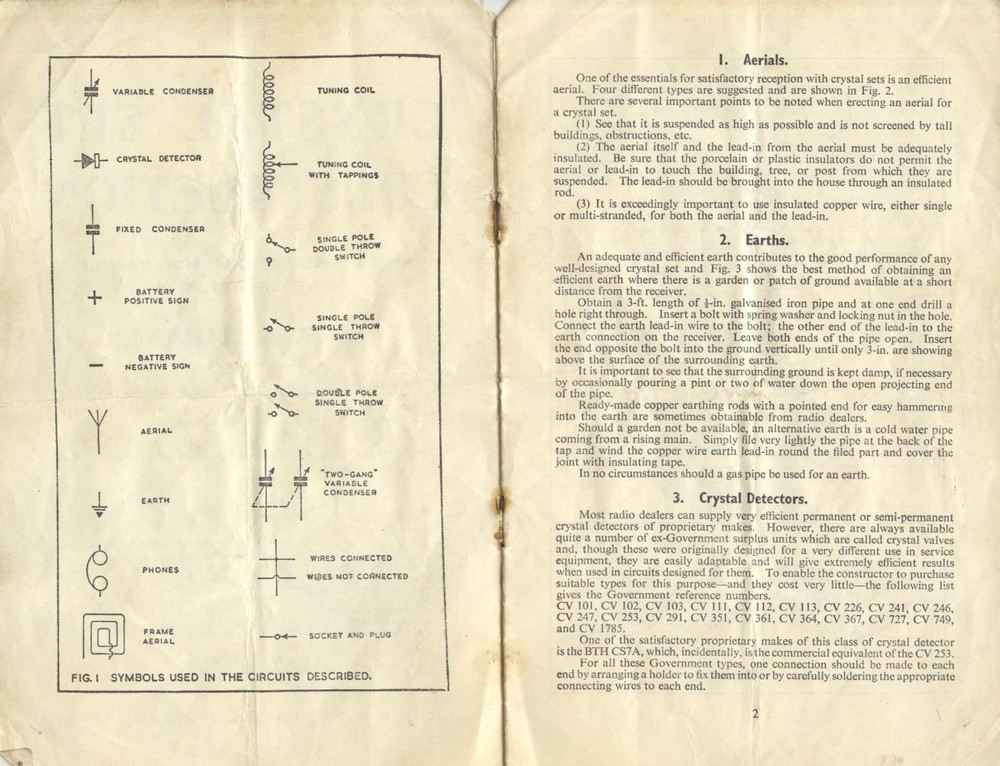 VARIABLE CONDENSER
CRYSTAL DETECTOR
FIXED CONDENSER
BATTERY
POSITIVE SIGN
BATTERY
NEGATIVE SIGN
AERIAL
EARTH
PHONES
FRAME
AERIAL
TUNING COIL
TUNING COIL
WITH TAPPINGS
SINGLE POLE
DOUBLE THROW
SWITCH
SINGLE POLE
SINGLE THROW
SWITCH
DOUBLE POLE
SINGLE THROW
SWITCH
"TWO-GANG"
VARIABLE
CONDENSER
WIRES CONNECTED
WIRES NOT CONNECTED
SOCKET AND PLUG
FIG. 1 SYMBOLS USED IN THE CIRCUITS DESCRIBED.
1. Aerials.
One of the essentials for satisfactory reception with crystal sets is an efficient
aerial. Four different types are suggested and are shown in Fig. 2.
There are several important points to be noted when erecting an aerial for
a crystal set.
(1) See that it is suspended as high as possible and is not screened by tall
buildings, obstructions, etc.
(2) The aerial itself and the lead-in from the aerial must be adequately
insulated. Be sure that the porcelain or plastic insulators do not permit the
aerial or lead-in to touch the building, tree, or post from which they are
suspended. The lead-in should be brought into the house through an insulated
rod.
(3) It is exceedingly important to use insulated copper wire, either single
or multi-stranded, for both the aerial and the lead-in.
2. Earths.
An adequate and efficient earth contributes to the good performance of any
well-designed crystal set and Fig. 3 shows the best method of obtaining an
efficient earth where there is a garden or patch of ground available at a short
distance from the receiver.
Obtain a 3-ft. length of ½-in. galvanised iron pipe and at one end drill a
hole right through. Insert a bolt with spring washer and locking nut in the hole.
Connect the earth lead-in wire to the bolt; the other end of the lead-in to the
earth connection on the receiver. Leave both ends of the pipe open. Insert
the end opposite the bolt into the ground vertically until only 3-in. are showing
above the surface of the surrounding earth.
It is important to see that the surrounding ground is kept damp, if necessary
by occasionally pouring a pint or two of water down the open projecting end
of the pipe.
Ready-made copper earthing rods with a pointed end for easy hammering
into the earth are sometimes obtainable from radio dealers.
Should a garden not be available, an alternative earth is a cold water pipe
coming from a rising main. Simply file very lightly the pipe at the back of the
tap and wind the copper wire earth lead-in round the filed part and cover the
joint with insulating tape.
In no circumstances should a gas pipe be used for an earth.
3. Crystal Detectors.
Most radio dealers can supply very efficient permanent or semi-permanent
crystal detectors of proprietary makes. However, there are always available
quite a number of ex-Government surplus units which are called crystal valves
and, though these were originally designed for a very different use in service
equipment, they are easily adaptable and will give extremely efficient results
when used in circuits designed for them. To enable the constructor to purchase
suitable types for this purpose—and they cost very little—the following list
gives the Government reference numbers.
CV 101, CV 102, CV 103, CV 111, CV 112, CV 113, CV 226, CV 241, CV 246,
CV 247, CV 253, CV 291, CV 351, CV 361, CV 364, CV 367, CV 727, CV 749,
and CV 1785.
One of the satisfactory proprietary makes of this class of crystal detector
is the BTH CS7A, which, incidentally, is the commercial equivalent of the CV 253.
For all these Government types, one connection should be made to each
end by arranging a holder to fix them into or by carefully soldering the appropriate
connecting wires to each end.
2